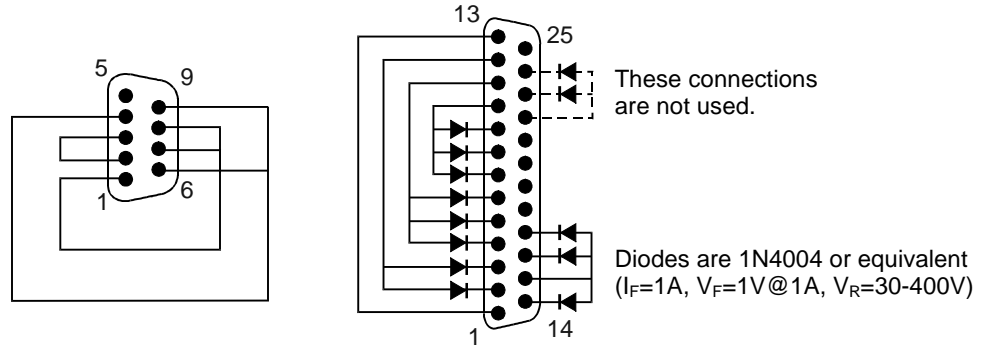 13
25
5
9
These connections
are not used.
1
6
Diodes are 1N4004 or equivalent
(IF=1A, VF=1V@1A, VR=30-400V)
1
14